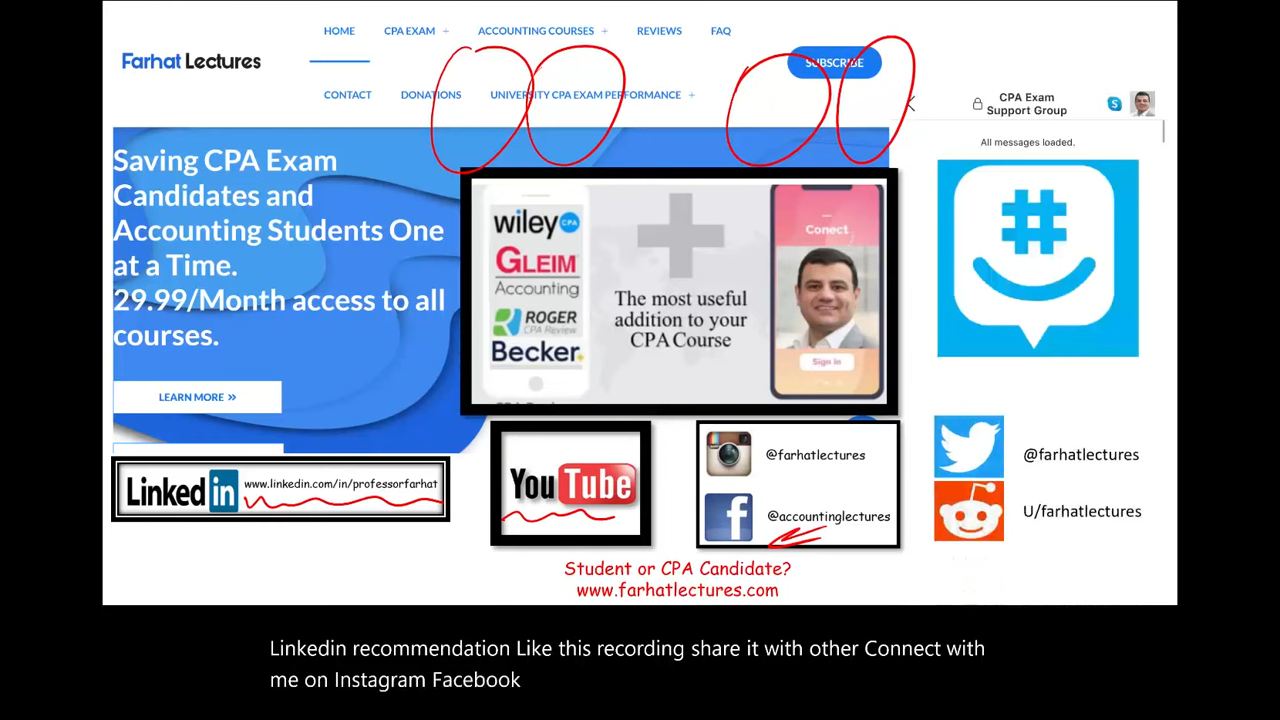 HOME
CPA EXAM +
ACCOUNTING COURSES +
REVIEWS
FAQ
Farhat Lectures
SUBSCRIBE
CONTACT
DONATIONS
UNIVERSITY CPA EXAM PERFORMANCE +
CPA Exam
Support Group
All messages loaded.
Saving CPA Exam
Candidates and
Accounting Students One
at a Time.
29.99/Month access to all
courses.
LEARN MORE »
wiley CPA
GLEIM
Accounting
ROGER
CPA Review
Becker
The most useful
addition to your
CPA Course
Conect
Sign in
Linked in
www.linkedin.com/in/professorfarhat
YouTube
@farhatlectures
@accountinglectures
@farhatlectures
U/farhatlectures
Student or CPA Candidate?
www.farhatlectures.com
Linkedin recommendation Like this recording share it with other Connect with
me on Instagram Facebook